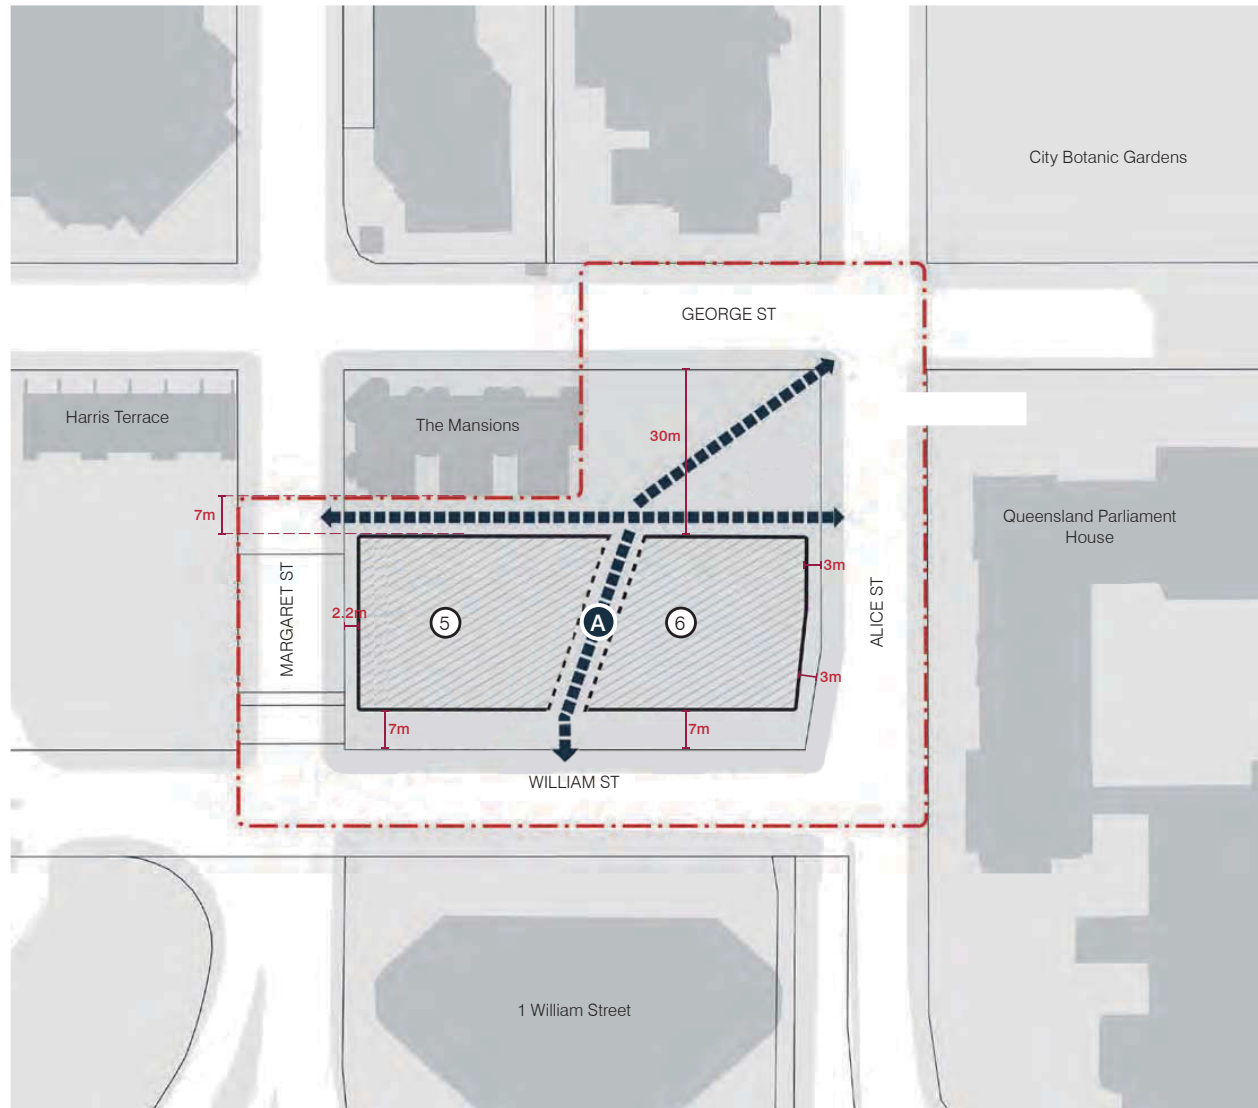 City Botanic Gardens
GEORGE ST
Harris Terrace
The Mansions
30m
7m
Queensland Parliament
House
3m
MARGARET ST
2.2m
5
A
6
ALICE ST
3m
7m
7m
WILLIAM ST
1 William Street